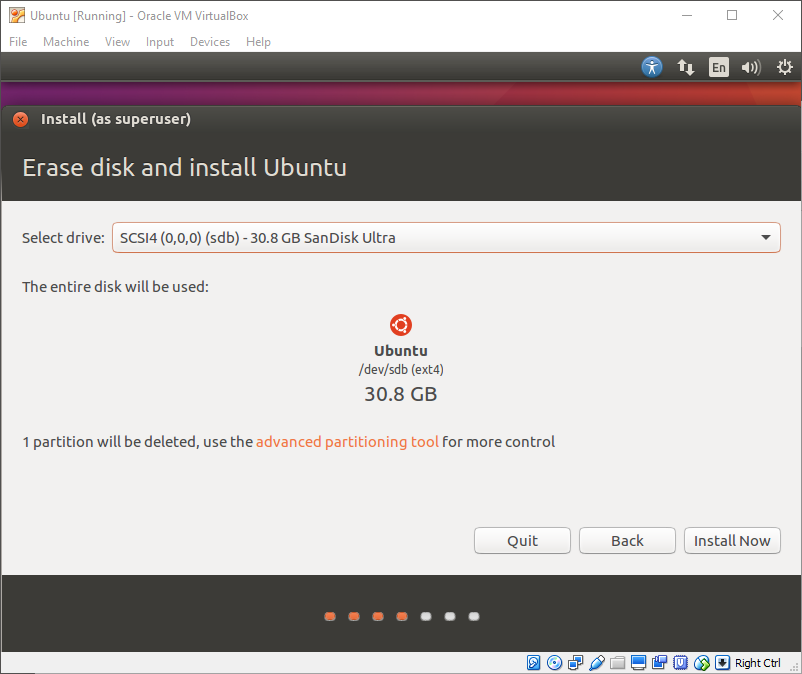 Ubuntu [Running] - Oracle VM VirtualBox
File Machine View Input Devices Help
En
Install (as superuser)
Erase disk and install Ubuntu
Select drive: SCSI4 (0,0,0) (sdb) - 30.8 GB SanDisk Ultra
The entire disk will be used:
Ubuntu
/dev/sdb (ext4)
30.8 GB
1 partition will be deleted, use the advanced partitioning tool for more control
Quit Back Install Now
Right Ctrl